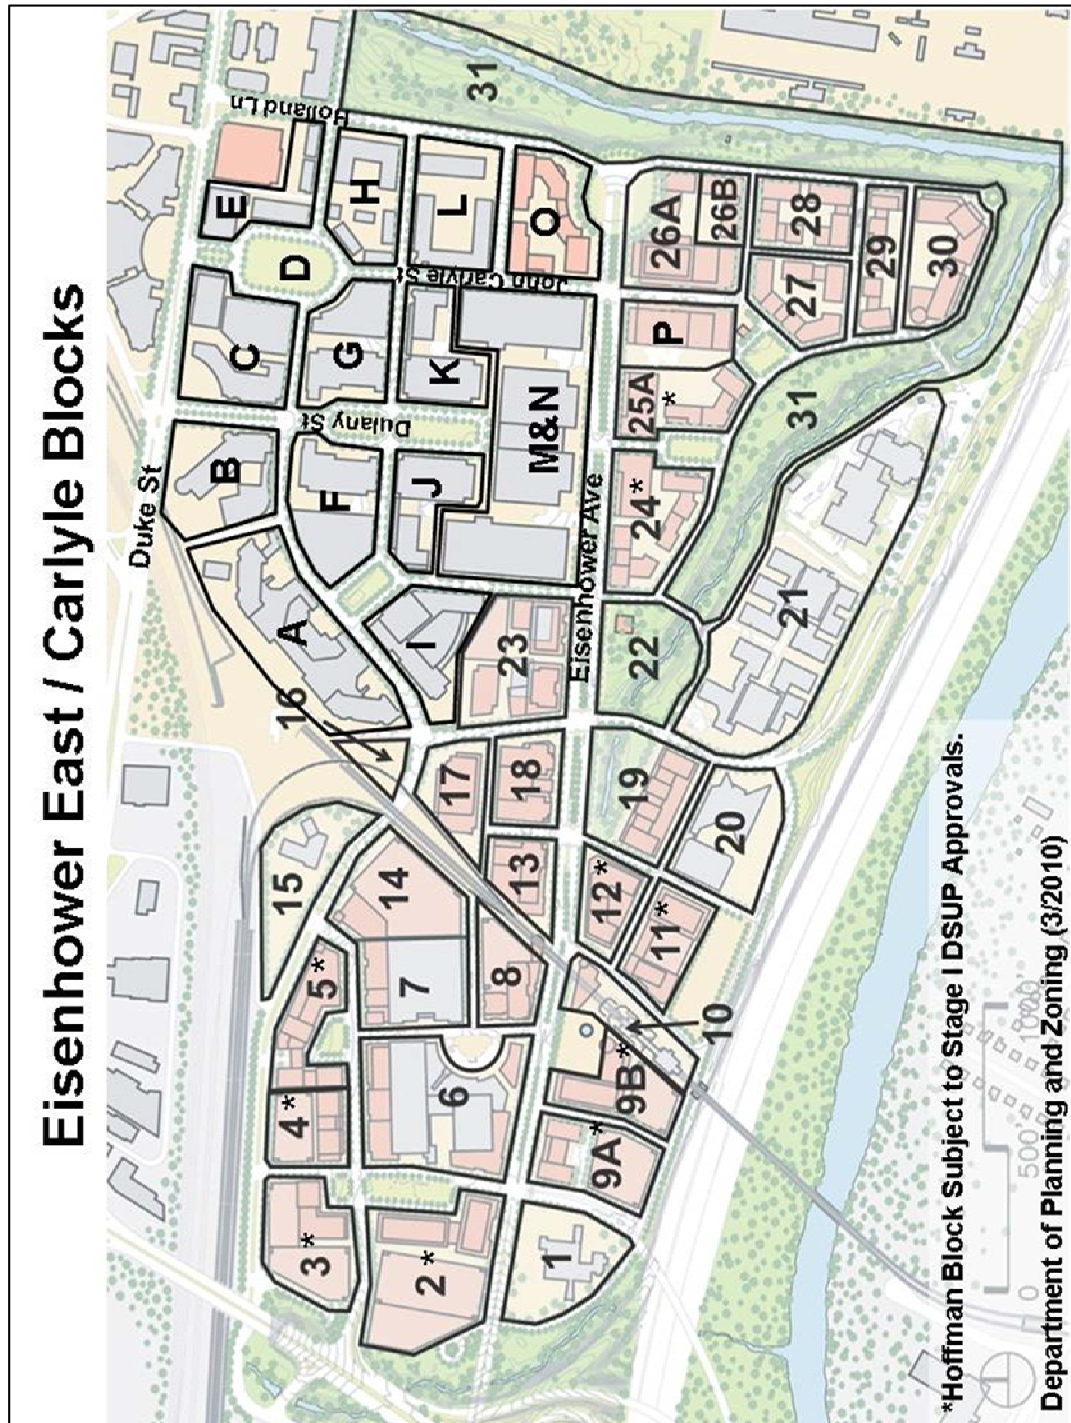 Eisenhower East / Carlyle Blocks
Duke St
Holland Ln
E
H
L
O
31
C
D
G
John Carlyle St
K
B
F
Dulany St
J
M&N
A
I
16
23
Eisenhower Ave
P
25A
*
24*
26A
26B
27
28
29
30
31
22
21
15
14
17
18
13
19
20
12*
11*
5*
7
8
10
4*
6
9B*
9A*
3*
2*
1
*Hoffman Block Subject to Stage I DSUP Approvals.
0 500 1000
Department of Planning and Zoning (3/2010)